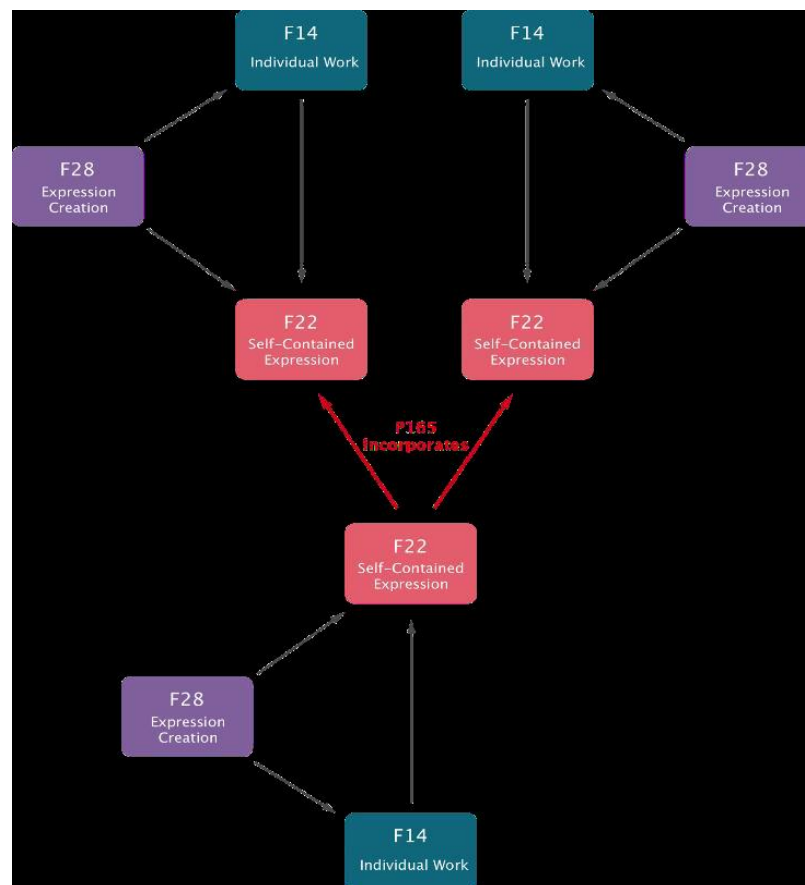 F14
Individual Work
F14
Individual Work
F28
Expression
Creation
F28
Expression
Creation
F22
Self-Contained
Expression
F22
Self-Contained
Expression
P165
Incorporates
F22
Self-Contained
Expression
F28
Expression
Creation
F14
Individual Work